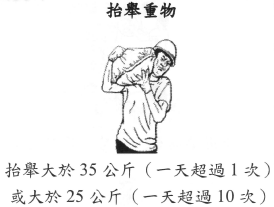 抬舉重物
抬舉大於 35 公斤（一天超過 1 次）
或大於 25 公斤（一天超過 10 次）